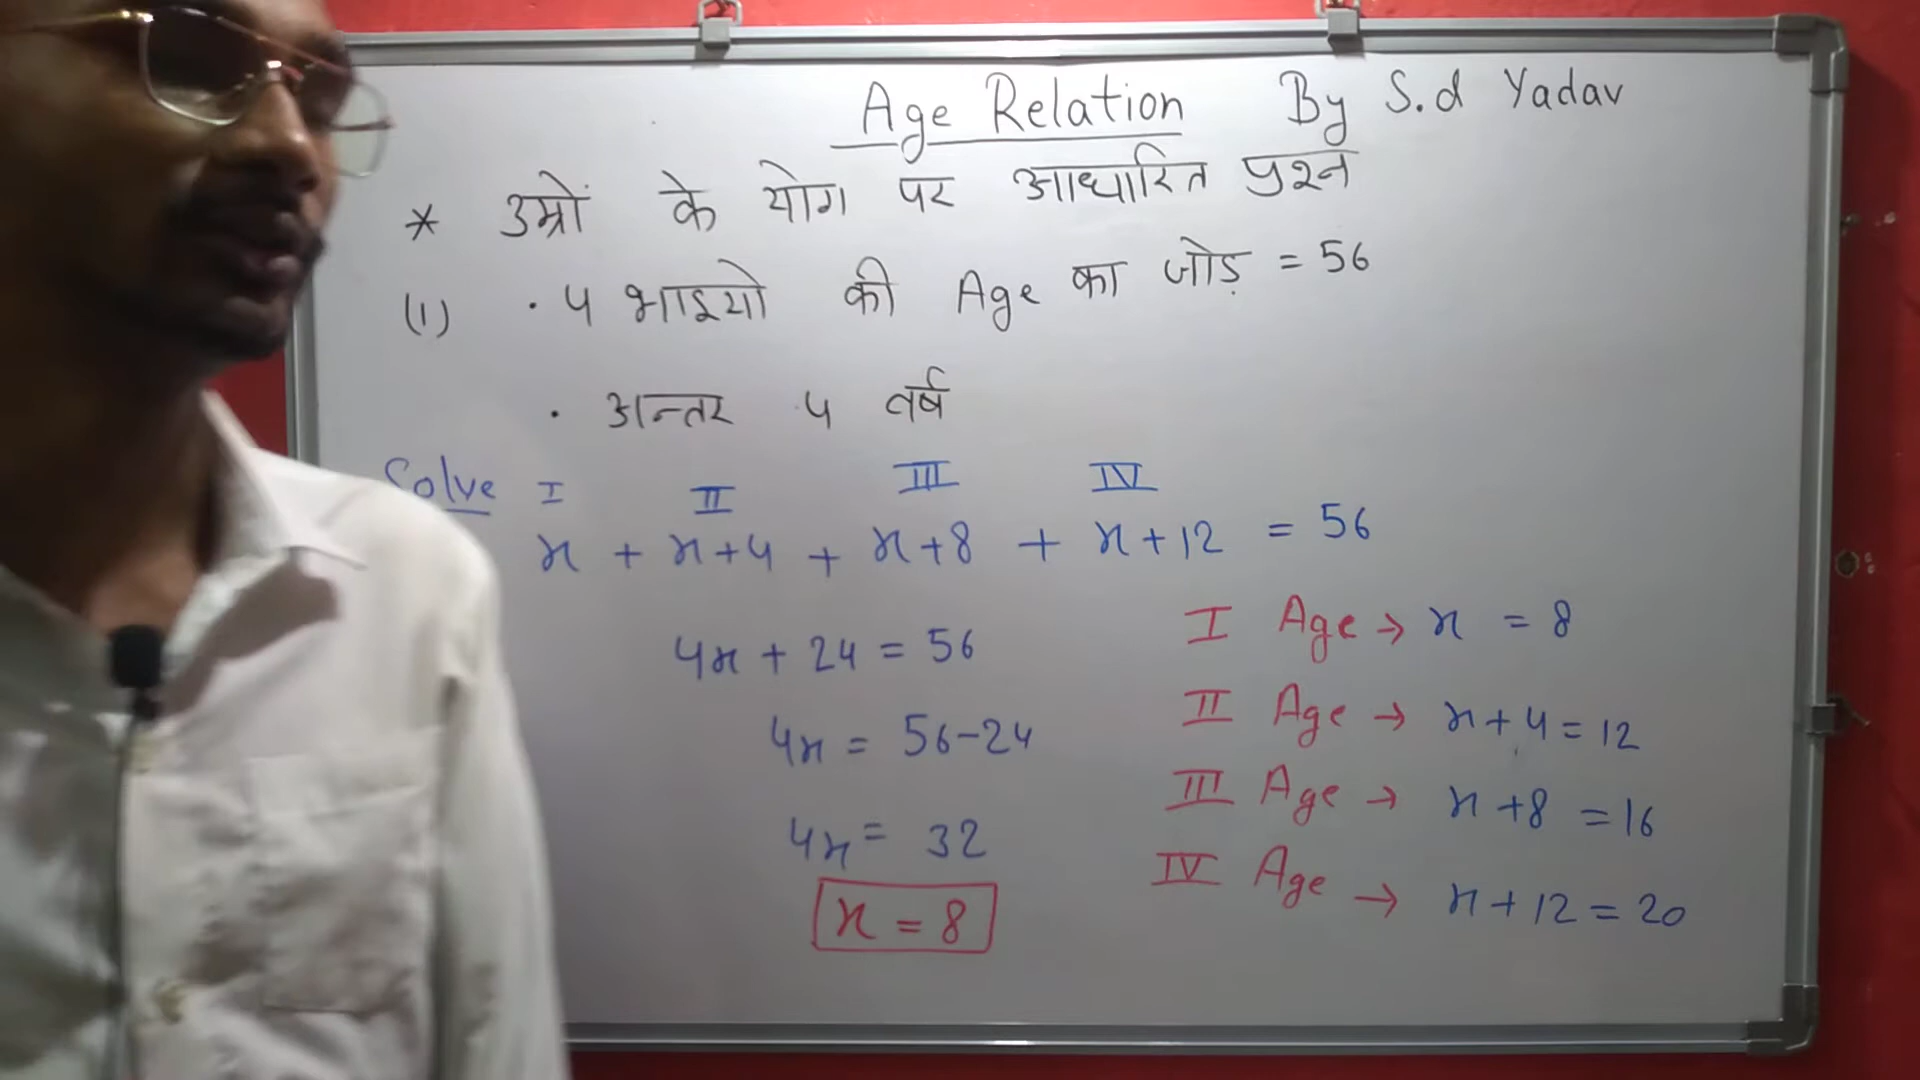 Age Relation By S.d Yadav
* उम्रों के योग पर आधारित प्रश्न
(1) · 4 भाइयो की Age का जोड़ = 56
· अन्तर 4 वर्ष
Solve I II III IV
x + x+4 + x+8 + x+12 = 56
4x + 24 = 56
4x = 56-24
4x = 32
x = 8
I Age → x = 8
II Age → x+4 = 12
III Age → x+8 = 16
IV Age → x+12 = 20